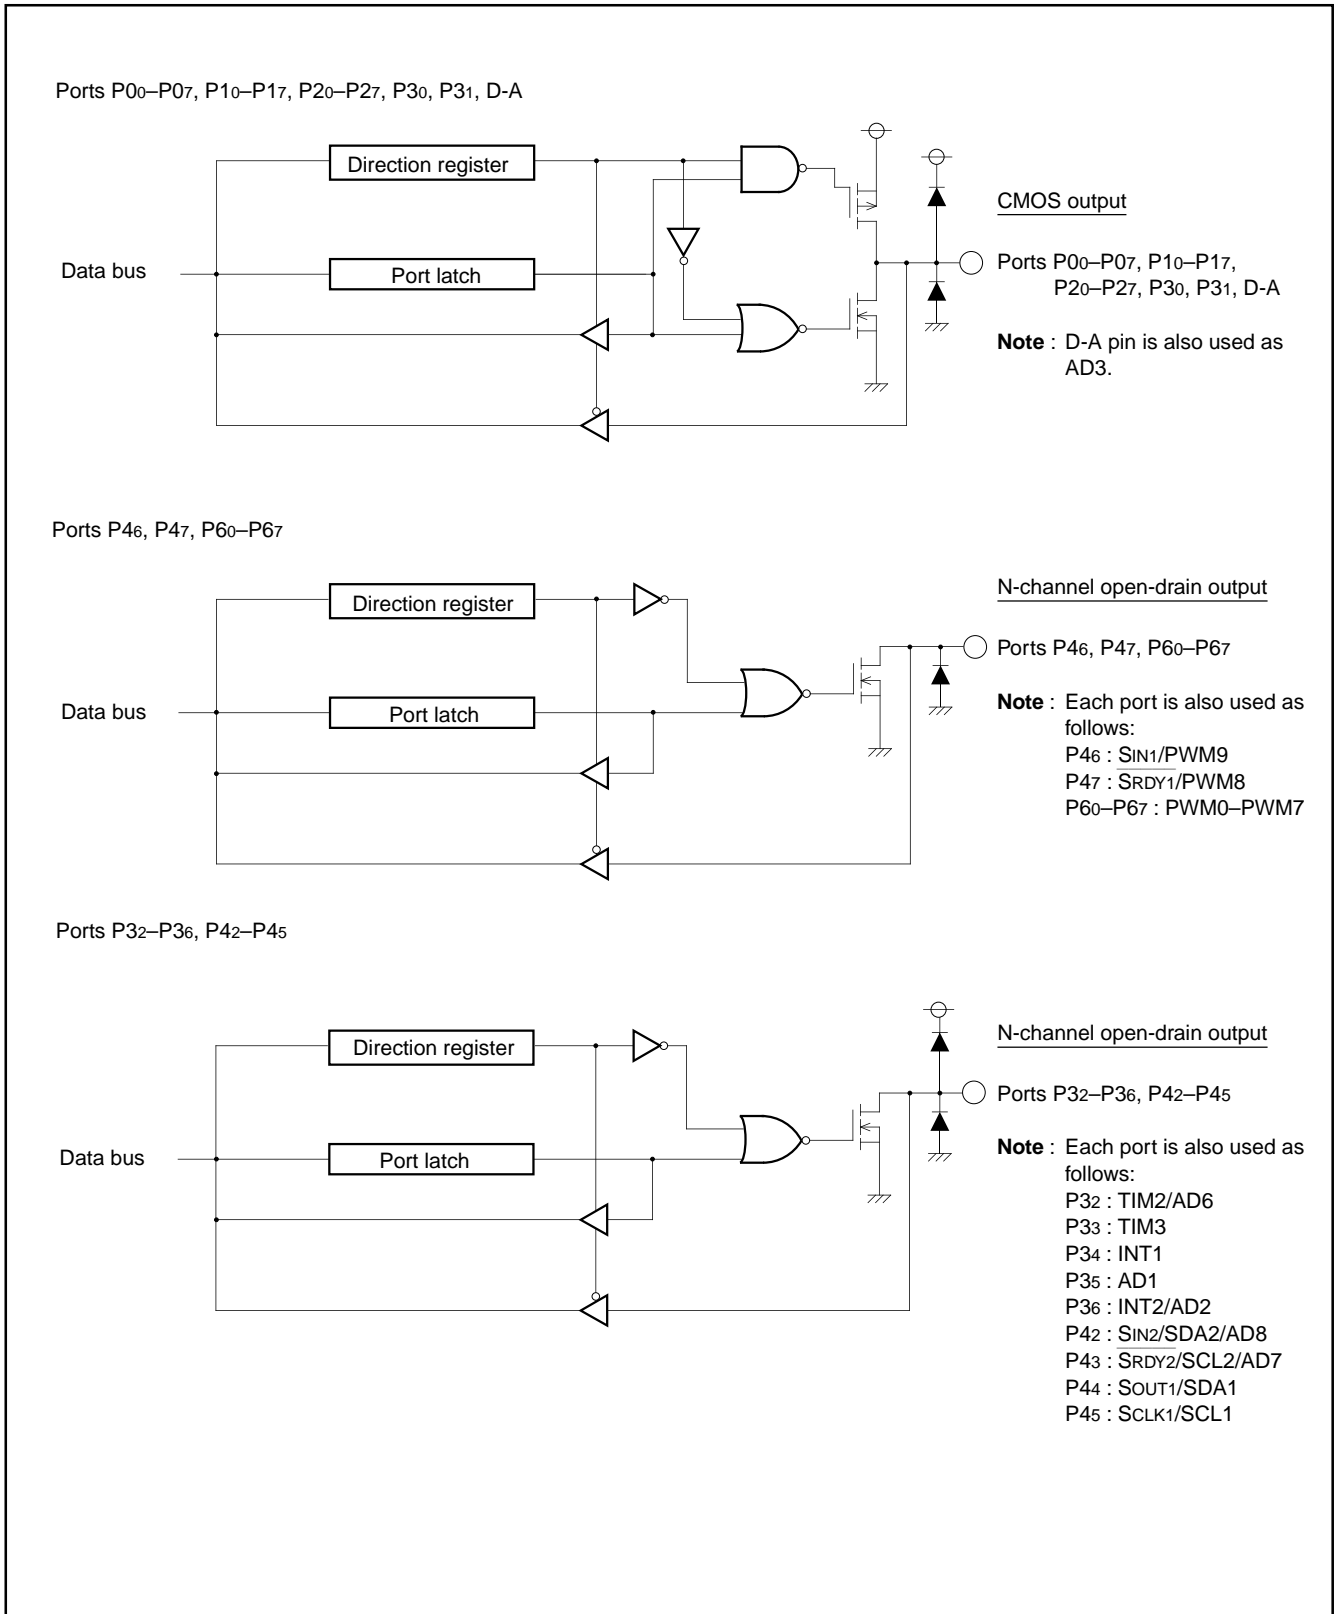 Ports P00–P07, P10–P17, P20–P27, P30, P31, D-A
Direction register
CMOS output
Data bus
Port latch
Ports P00–P07, P10–P17,
P20–P27, P30, P31, D-A
Note : D-A pin is also used as
AD3.
Ports P46, P47, P60–P67
Direction register
N-channel open-drain output
Ports P46, P47, P60–P67
Data bus
Port latch
Note : Each port is also used as
follows:
P46 : SIN1/PWM9
P47 : S̅R̅D̅Y̅1̅/PWM8
P60–P67 : PWM0–PWM7
Ports P32–P36, P42–P45
Direction register
N-channel open-drain output
Ports P32–P36, P42–P45
Data bus
Port latch
Note : Each port is also used as
follows:
P32 : TIM2/AD6
P33 : TIM3
P34 : INT1
P35 : AD1
P36 : INT2/AD2
P42 : SIN2/SDA2/AD8
P43 : S̅R̅D̅Y̅2̅/SCL2/AD7
P44 : SOUT1/SDA1
P45 : SCLK1/SCL1